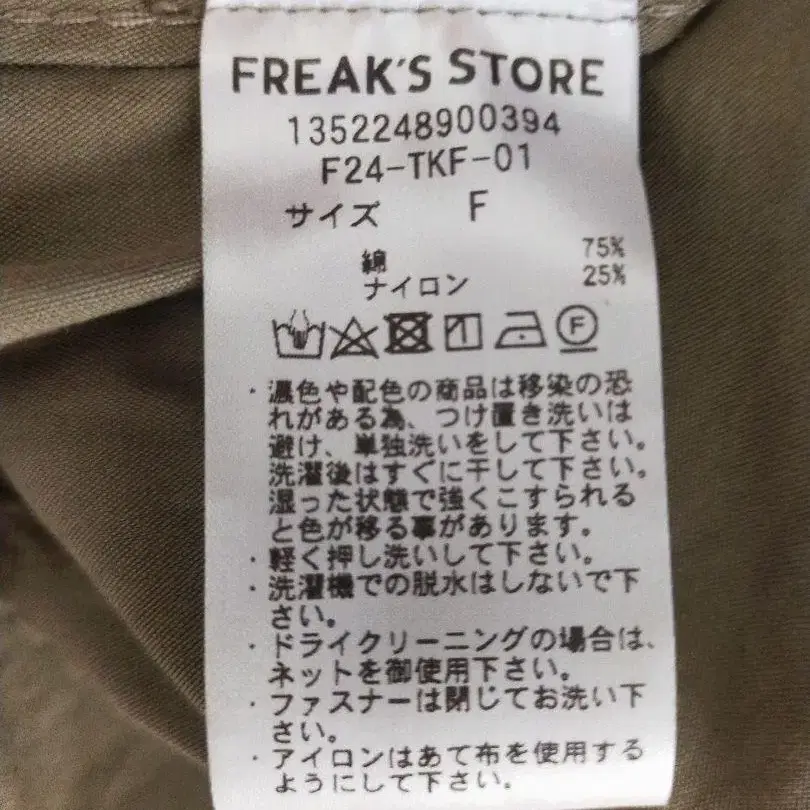 FREAK'S STORE
1352248900394
F24-TKF-01
サイズ F
綿 75%
ナイロン 25%
F
・濃色や配色の商品は移染の恐
れがある為、つけ置き洗いは
避け、単独洗いをして下さい。
洗濯後はすぐに干して下さい。
湿った状態で強くこすられる
と色が移る事があります。
・軽く押し洗いして下さい。
・洗濯機での脱水はしないで下
さい。
・ドライクリーニングの場合は、
ネットを御使用下さい。
・ファスナーは閉じてお洗い下
さい。
・アイロンはあて布を使用する
ようにして下さい。